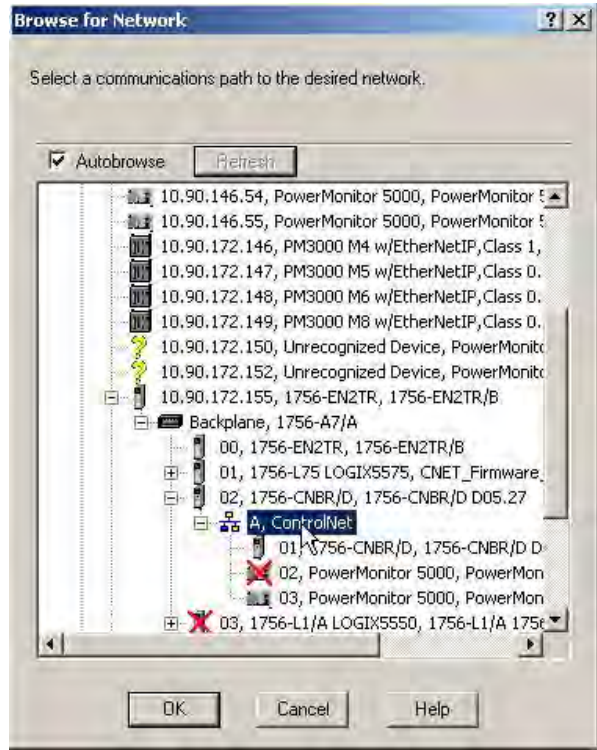 Browse for Network
Select a communications path to the desired network.
Autobrowse
Refresh
10.90.146.54, PowerMonitor 5000, PowerMonitor 5
10.90.146.55, PowerMonitor 5000, PowerMonitor 5
10.90.172.146, PM3000 M4 w/EtherNetIP,Class 1,
10.90.172.147, PM3000 M5 w/EtherNetIP,Class 0.
10.90.172.148, PM3000 M6 w/EtherNetIP,Class 0.
10.90.172.149, PM3000 M8 w/EtherNetIP,Class 0.
10.90.172.150, Unrecognized Device, PowerMonito
10.90.172.152, Unrecognized Device, PowerMonito
10.90.172.155, 1756-EN2TR, 1756-EN2TR/B
Backplane, 1756-A7/A
00, 1756-EN2TR, 1756-EN2TR/B
01, 1756-L75 LOGIX5575, CNET_Firmware_
02, 1756-CNBR/D, 1756-CNBR/D D05.27
A, ControlNet
01, 1756-CNBR/D, 1756-CNBR/D D
02, PowerMonitor 5000, PowerMon
03, PowerMonitor 5000, PowerMon
03, 1756-L1/A LOGIX5550, 1756-L1/A 1756
OK
Cancel
Help